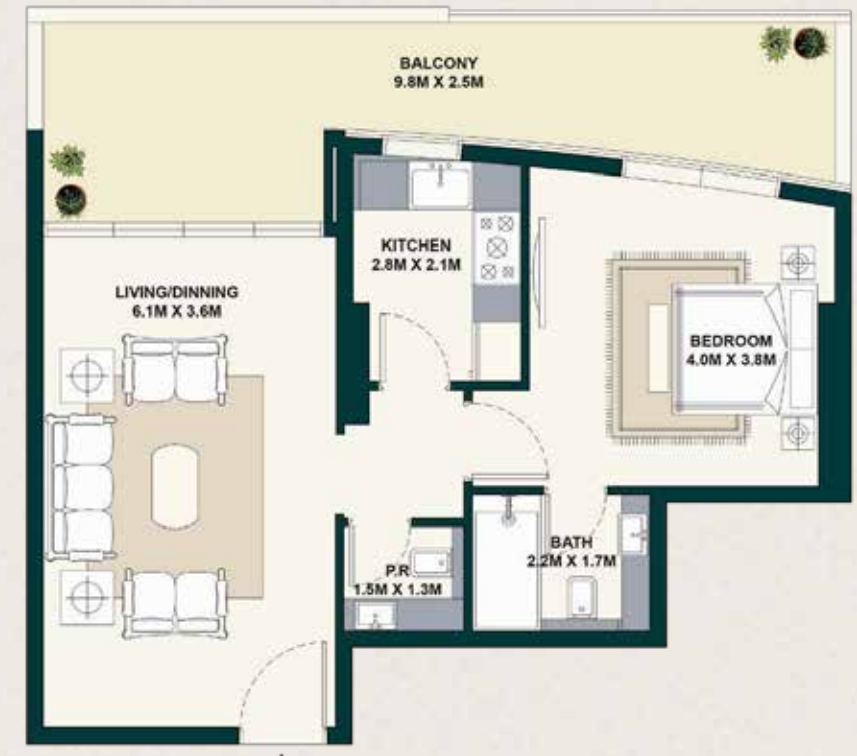 BALCONY
9.8M X 2.5M
KITCHEN
2.8M X 2.1M
LIVING/DINNING
6.1M X 3.6M
BEDROOM
4.0M X 3.8M
BATH
2.2M X 1.7M
P.R
1.5M X 1.3M